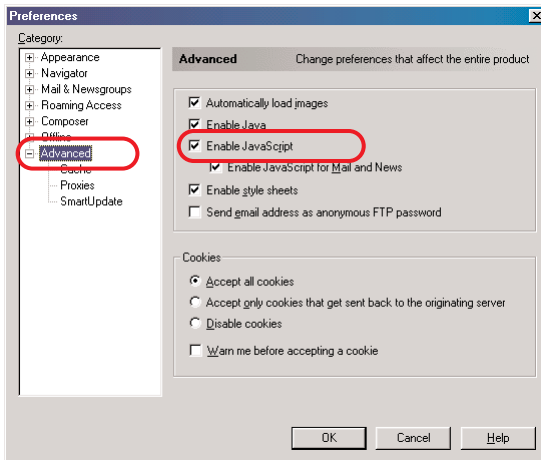 Preferences
Category:
Appearance
Navigator
Mail & Newsgroups
Roaming Access
Composer
Offline
Advanced
Cache
Proxies
SmartUpdate
Advanced Change preferences that affect the entire product
Automatically load images
Enable Java
Enable JavaScript
Enable JavaScript for Mail and News
Enable style sheets
Send email address as anonymous FTP password
Cookies
Accept all cookies
Accept only cookies that get sent back to the originating server
Disable cookies
Warn me before accepting a cookie
OK Cancel Help